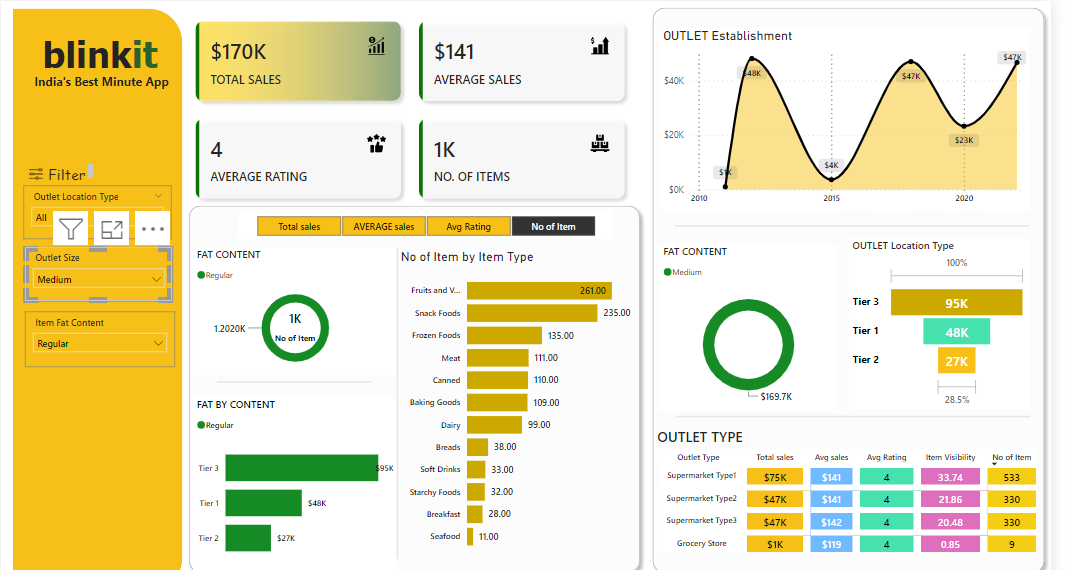 blinkit
India's Best Minute App
Filter
Outlet Location Type
All
Outlet Size
Medium
Item Fat Content
Regular
$170K
TOTAL SALES
$141
AVERAGE SALES
4
AVERAGE RATING
1K
NO. OF ITEMS
Total sales AVERAGE sales Avg Rating No of Item
FAT CONTENT
Regular
1K
No of Item
1.2020K
FAT BY CONTENT
Regular
Tier 3 $95K
Tier 1 $48K
Tier 2 $27K
No of Item by Item Type
Fruits and V... 261.00
Snack Foods 235.00
Frozen Foods 135.00
Meat 111.00
Canned 110.00
Baking Goods 109.00
Dairy 99.00
Breads 38.00
Soft Drinks 33.00
Starchy Foods 32.00
Breakfast 28.00
Seafood 11.00
OUTLET Establishment
$40K
$20K
$0K
$1K
$48K
$4K
$47K
$23K
$47K
2010 2015 2020
FAT CONTENT
Medium
$169.7K
OUTLET Location Type
100%
Tier 3 95K
Tier 1 48K
Tier 2 27K
28.5%
OUTLET TYPE
Outlet Type Total sales Avg sales Avg Rating Item Visibility No of Item
Supermarket Type1 $75K $141 4 33.74 533
Supermarket Type2 $47K $141 4 21.86 330
Supermarket Type3 $47K $142 4 20.48 330
Grocery Store $1K $119 4 0.85 9